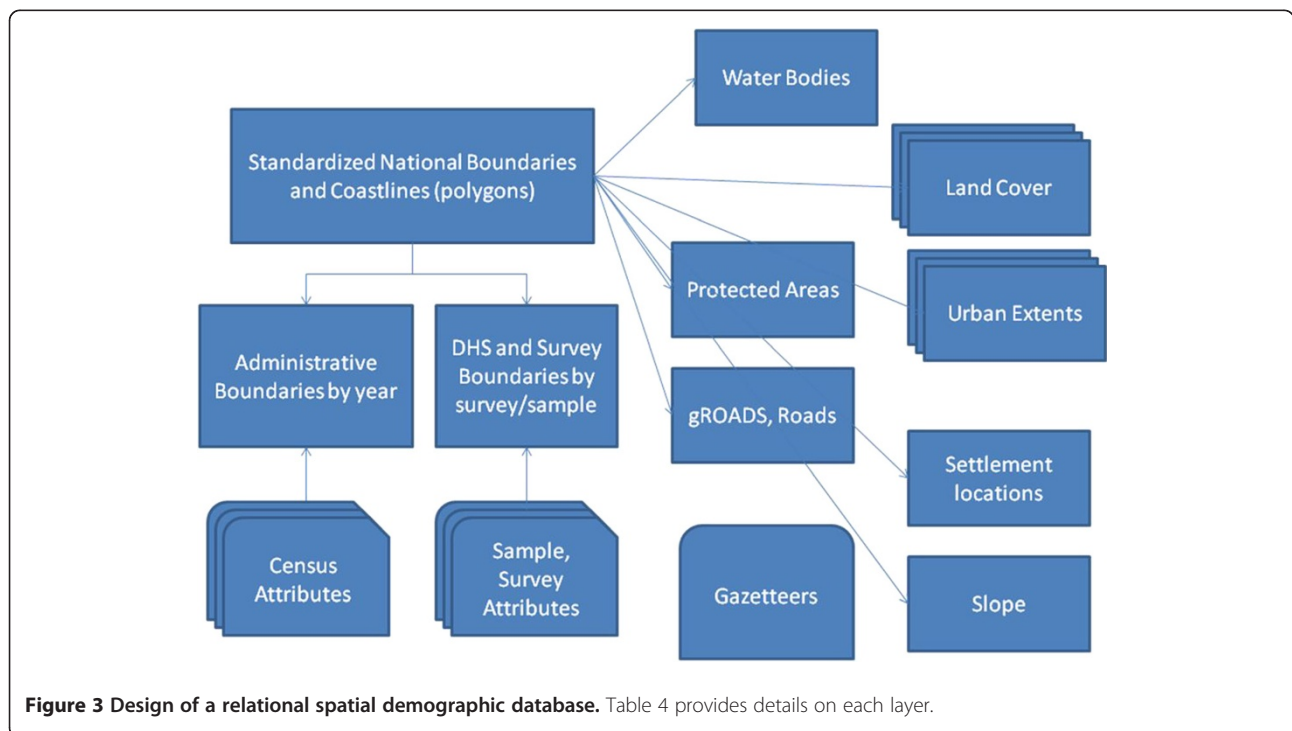 Water Bodies
Standardized National Boundaries
and Coastlines (polygons)
Land Cover
Protected Areas
Urban Extents
Administrative
Boundaries by year
DHS and Survey
Boundaries by
survey/sample
gROADS, Roads
Settlement
locations
Census
Attributes
Sample,
Survey
Attributes
Gazetteers
Slope
Figure 3 Design of a relational spatial demographic database. Table 4 provides details on each layer.